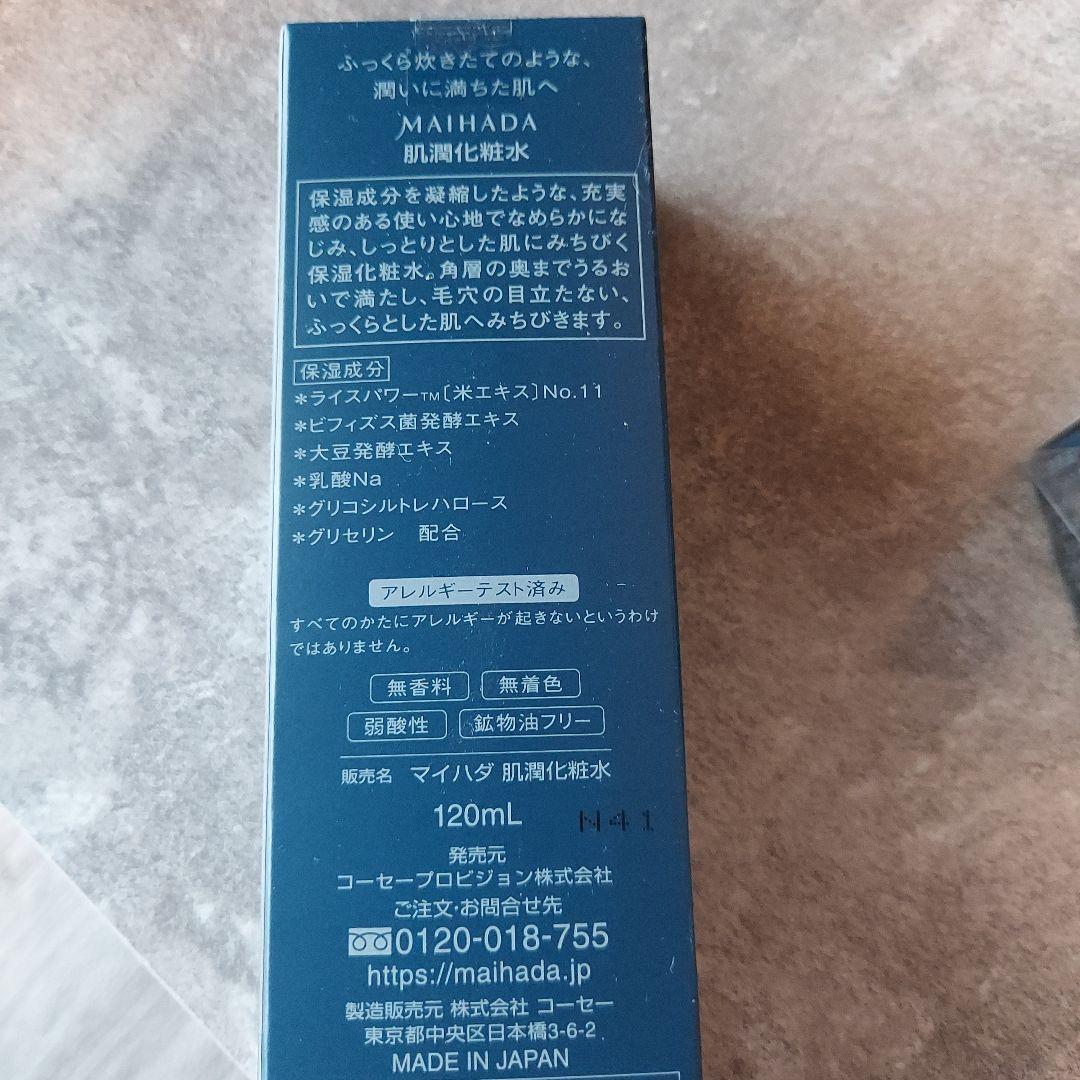 ふっくら炊きたてのような、
潤いに満ちた肌へ
MAIHADA
肌潤化粧水
保湿成分を凝縮したような、充実
感のある使い心地でなめらかにな
じみ、しっとりとした肌にみちびく
保湿化粧水。角層の奥までうるお
いで満たし、毛穴の目立たない、
ふっくらとした肌へみちびきます。
保湿成分
*ライスパワー™〔米エキス〕No.11
*ビフィズス菌発酵エキス
*大豆発酵エキス
*乳酸Na
*グリコシルトレハロース
*グリセリン 配合
アレルギーテスト済み
すべてのかたにアレルギーが起きないというわけ
ではありません。
無香料 無着色
弱酸性 鉱物油フリー
販売名 マイハダ 肌潤化粧水
120mL N41
発売元
コーセープロビジョン株式会社
ご注文・お問合せ先
0120-018-755
https://maihada.jp
製造販売元 株式会社 コーセー
東京都中央区日本橋3-6-2
MADE IN JAPAN